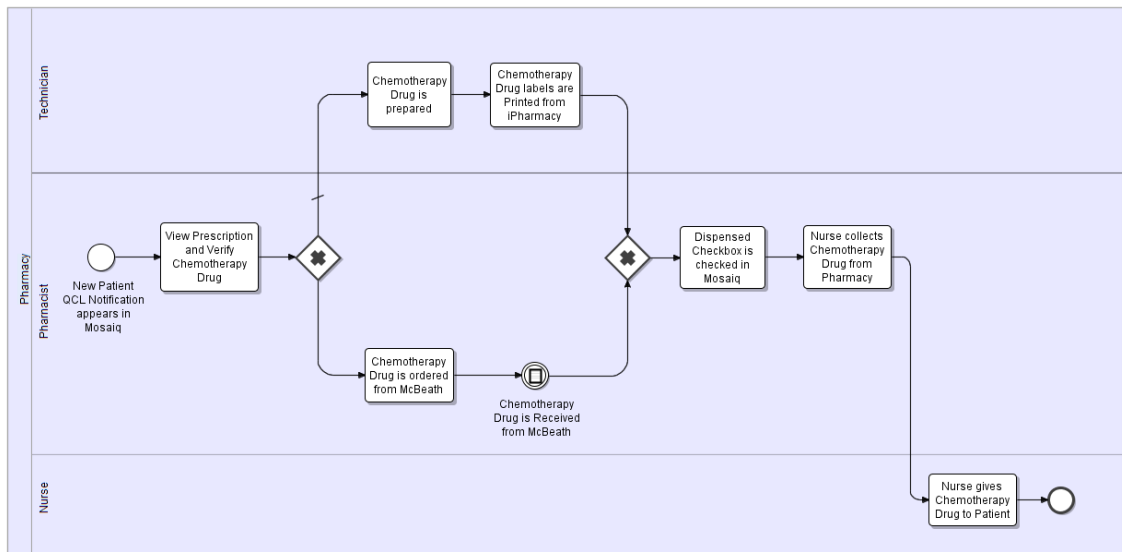 Pharmacy
Technician
Chemotherapy
Drug is
prepared
Chemotherapy
Drug labels are
Printed from
iPharmacy
Pharmacist
New Patient
QCL Notification
appears in
Mosaiq
View Prescription
and Verify
Chemotherapy
Drug
Chemotherapy
Drug is ordered
from McBeath
Chemotherapy
Drug is Received
from McBeath
Dispensed
Checkbox is
checked in
Mosaiq
Nurse collects
Chemotherapy
Drug from
Pharmacy
Nurse
Nurse gives
Chemotherapy
Drug to Patient